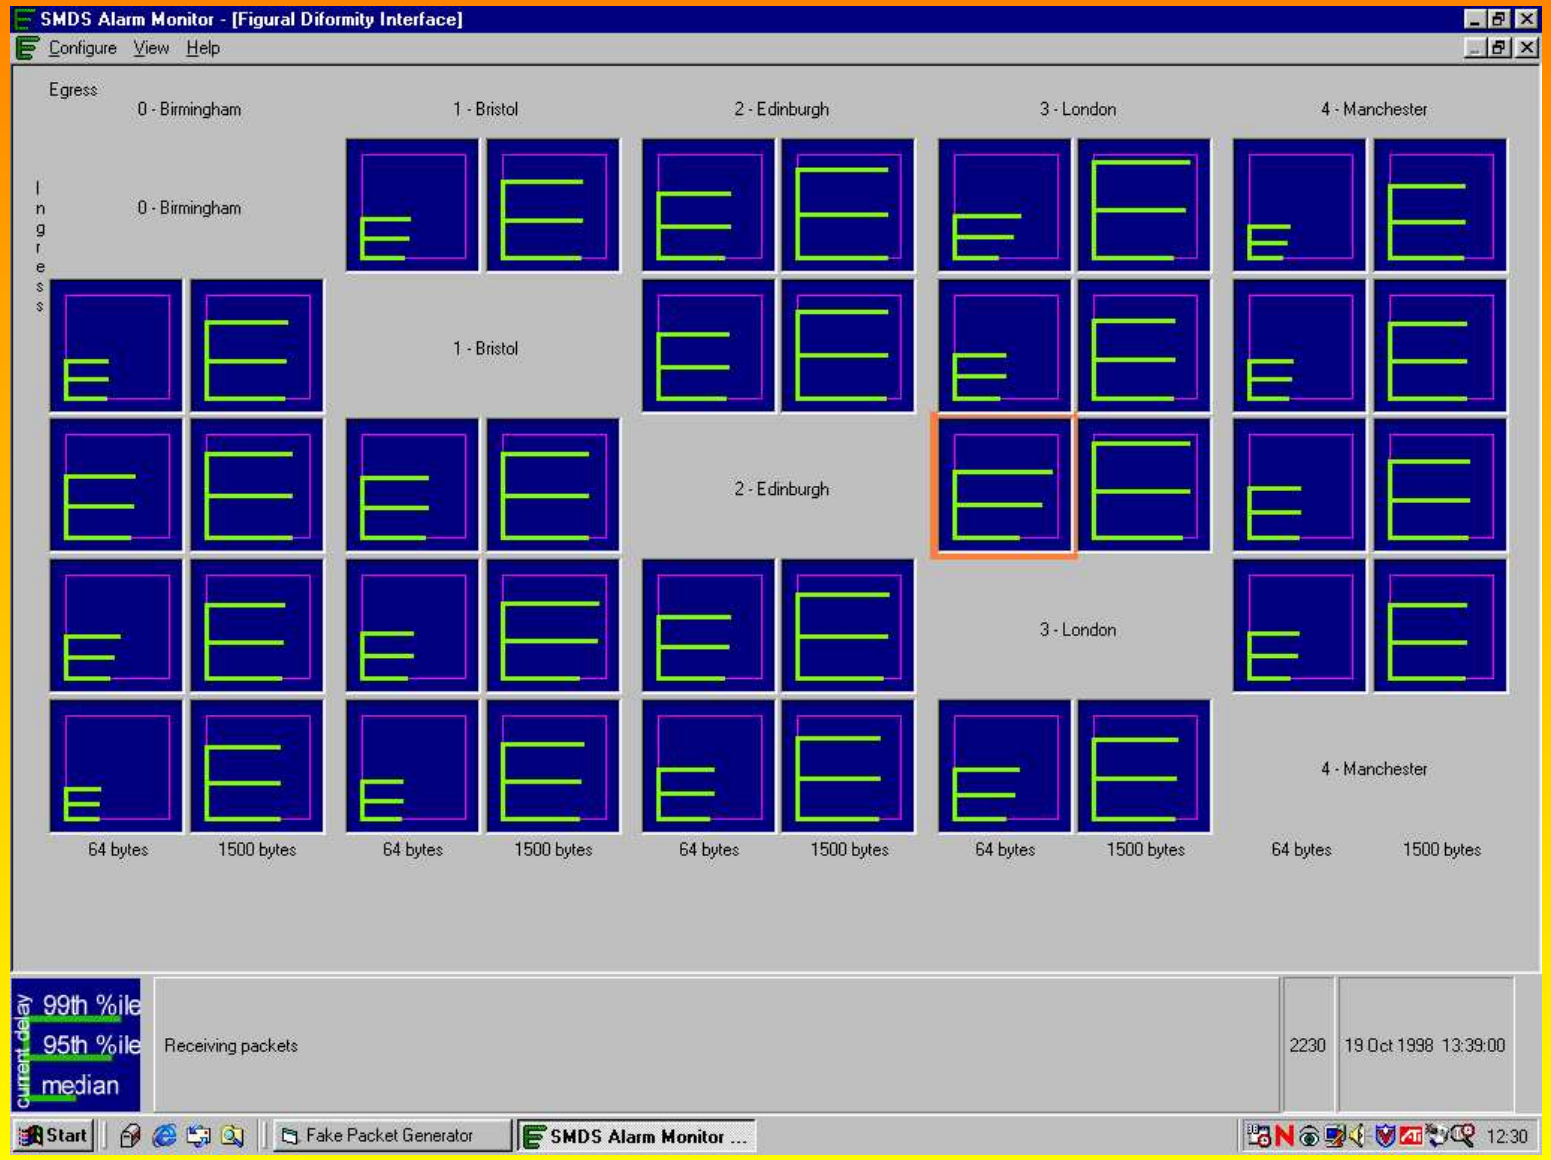 SMDS Alarm Monitor - [Figural Diformity Interface]
Configure View Help
Egress
0 - Birmingham 1 - Bristol 2 - Edinburgh 3 - London 4 - Manchester
Ingress
0 - Birmingham
1 - Bristol
2 - Edinburgh
3 - London
4 - Manchester
64 bytes 1500 bytes 64 bytes 1500 bytes 64 bytes 1500 bytes 64 bytes 1500 bytes 64 bytes 1500 bytes
current delay
99th %ile
95th %ile
median
Receiving packets
2230
19 Oct 1998 13:39:00
Start
Fake Packet Generator
SMDS Alarm Monitor ...
12:30